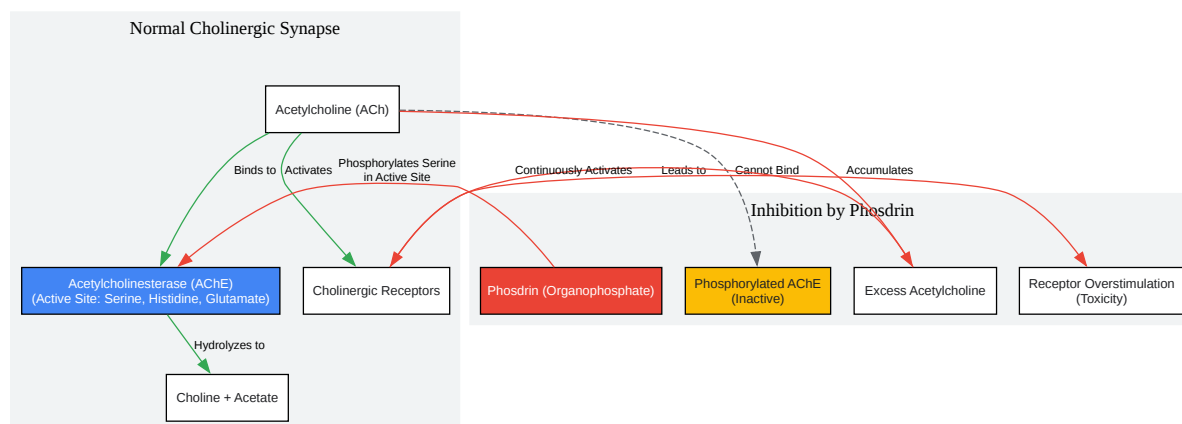 Normal Cholinergic Synapse
Acetylcholine (ACh)
Binds to
Activates
Phosphorylates Serine
in Active Site
Continuously Activates
Leads to
Cannot Bind
Accumulates
Inhibition by Phosdrin
Acetylcholinesterase (AChE)
(Active Site: Serine, Histidine, Glutamate)
Cholinergic Receptors
Phosdrin (Organophosphate)
Phosphorylated AChE
(Inactive)
Excess Acetylcholine
Receptor Overstimulation
(Toxicity)
Hydrolyzes to
Choline + Acetate